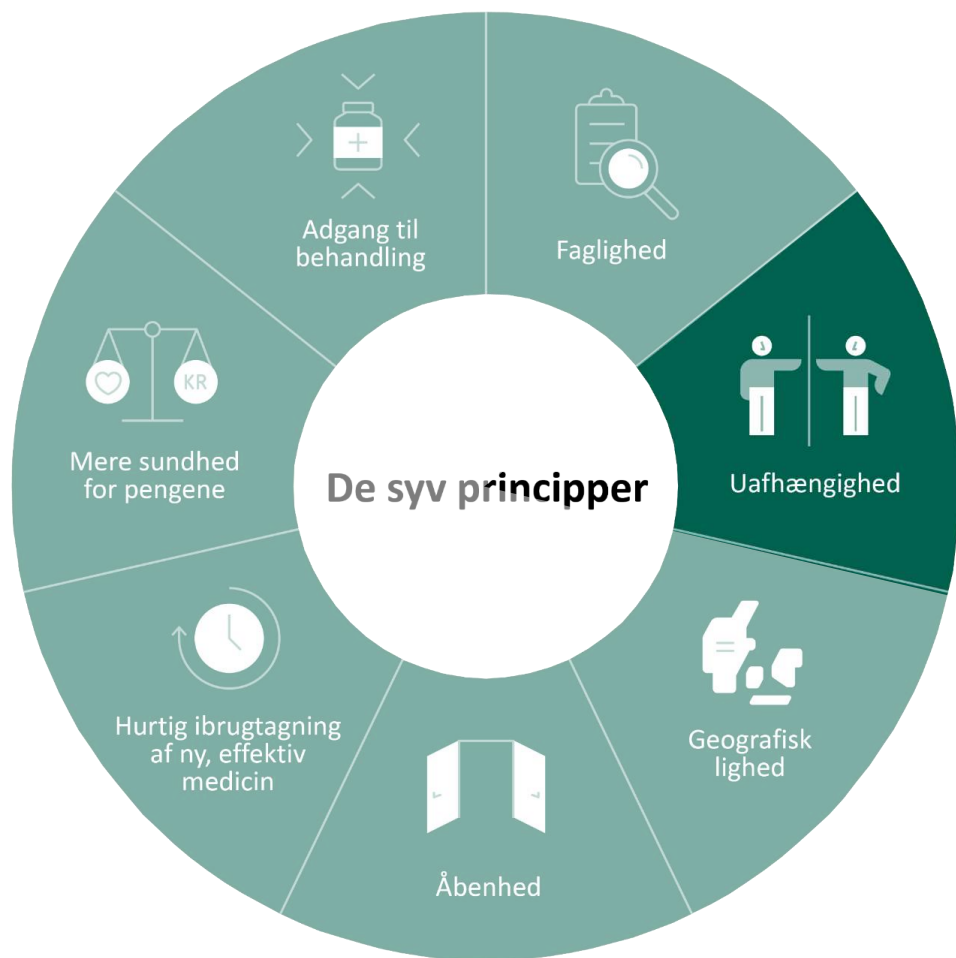 De syv principper
Faglighed
Uafhængighed
Geografisk
lighed
Åbenhed
Hurtig ibrugtagning
af ny, effektiv
medicin
KR
Mere sundhed
for pengene
Adgang til
behandling